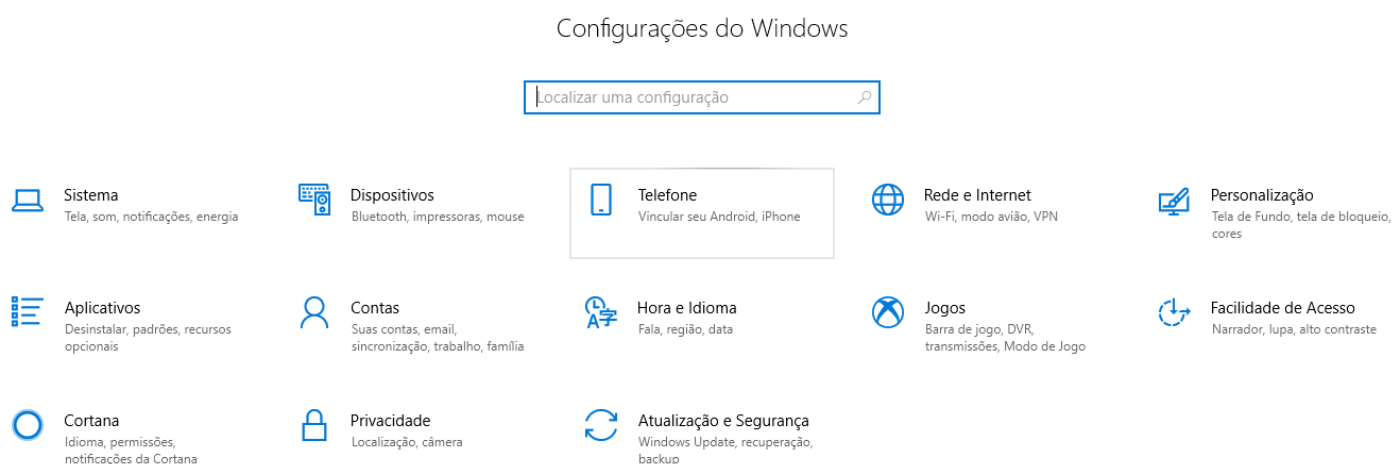 Configurações do Windows
Localizar uma configuração
Sistema
Tela, som, notificações, energia
Dispositivos
Bluetooth, impressoras, mouse
Telefone
Vincular seu Android, iPhone
Rede e Internet
Wi-Fi, modo avião, VPN
Personalização
Tela de Fundo, tela de bloqueio,
cores
Aplicativos
Desinstalar, padrões, recursos
opcionais
Contas
Suas contas, email,
sincronização, trabalho, família
Hora e Idioma
Fala, região, data
Jogos
Barra de jogo, DVR,
transmissões, Modo de Jogo
Facilidade de Acesso
Narrador, lupa, alto contraste
Cortana
Idioma, permissões,
notificações da Cortana
Privacidade
Localização, câmera
Atualização e Segurança
Windows Update, recuperação,
backup